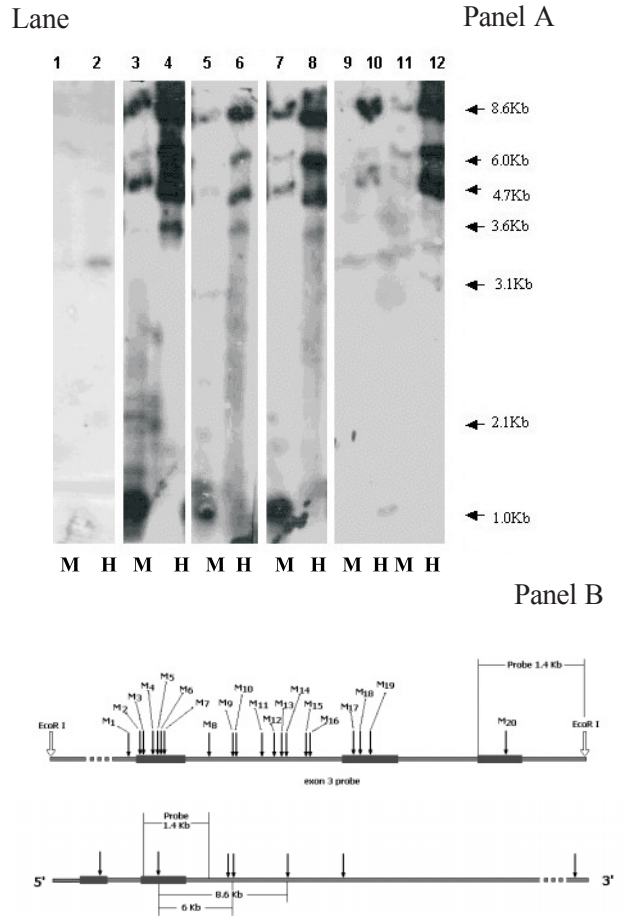 Lane
Panel A
1 2 3 4 5 6 7 8 9 10 11 12
8.6Kb
6.0Kb
4.7Kb
3.6Kb
3.1Kb
2.1Kb
1.0Kb
M H M H M H M H M H M H
Panel B
Probe 1.4 Kb
EcoR I
M1
M2
M3
M4
M5
M6
M7
M8
M9
M10
M11
M12
M13
M14
M15
M16
M17
M18
M19
M20
EcoR I
exon 3 probe
Probe
1.4 Kb
5'
3'
8.6 Kb
6 Kb